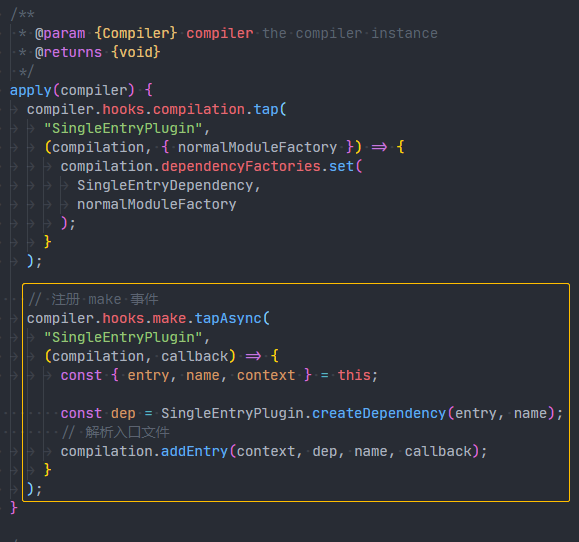 /**
 * @param {Compiler} compiler the compiler instance
 * @returns {void}
 */
apply(compiler) {
  compiler.hooks.compilation.tap(
    "SingleEntryPlugin",
    (compilation, { normalModuleFactory }) => {
      compilation.dependencyFactories.set(
        SingleEntryDependency,
        normalModuleFactory
      );
    }
  );
  // 注册 make 事件
  compiler.hooks.make.tapAsync(
    "SingleEntryPlugin",
    (compilation, callback) => {
      const { entry, name, context } = this;
      const dep = SingleEntryPlugin.createDependency(entry, name);
      // 解析入口文件
      compilation.addEntry(context, dep, name, callback);
    }
  );
}